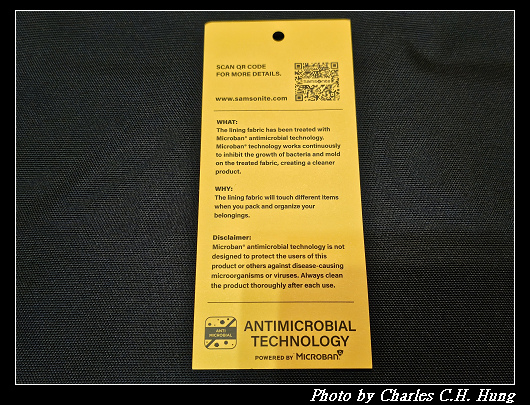 SCAN QR CODE
FOR MORE DETAILS.
Samsonite
www.samsonite.com
WHAT:
The lining fabric has been treated with
Microban® antimicrobial technology.
Microban® technology works continuously
to inhibit the growth of bacteria and mold
on the treated fabric, creating a cleaner
product.
WHY:
The lining fabric will touch different items
when you pack and organize your
belongings.
Disclaimer:
Microban® antimicrobial technology is not
designed to protect the users of this
product or others against disease-causing
microorganisms or viruses. Always clean
the product thoroughly after each use.
ANTI
MICROBIAL
ANTIMICROBIAL
TECHNOLOGY
POWERED BY MICROBAN®
Photo by Charles C.H. Hung